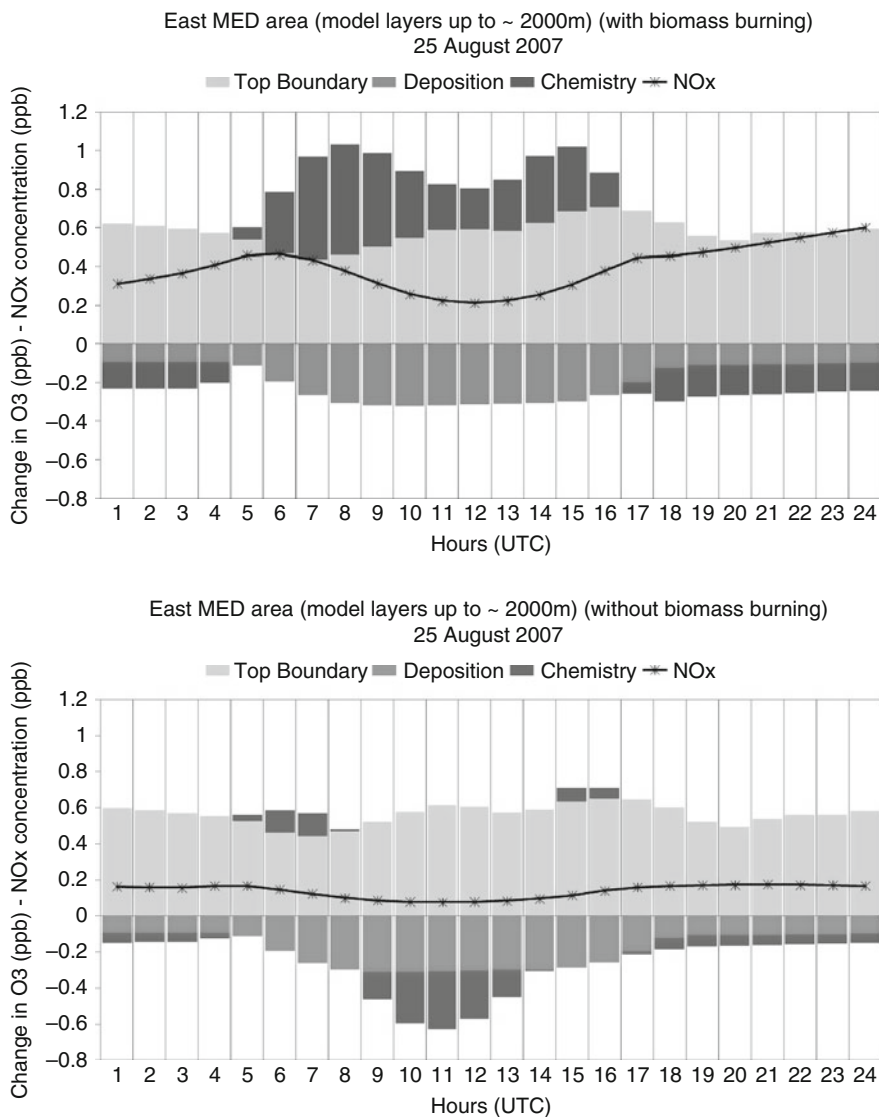 East MED area (model layers up to ~ 2000m) (with biomass burning)
25 August 2007
Top Boundary Deposition Chemistry NOx
Change in O3 (ppb) - NOx concentration (ppb)
1.2
1
0.8
0.6
0.4
0.2
0
−0.2
−0.4
−0.6
−0.8
1 2 3 4 5 6 7 8 9 10 11 12 13 14 15 16 17 18 19 20 21 22 23 24
Hours (UTC)
East MED area (model layers up to ~ 2000m) (without biomass burning)
25 August 2007
Top Boundary Deposition Chemistry NOx
Change in O3 (ppb) - NOx concentration (ppb)
1.2
1
0.8
0.6
0.4
0.2
0
−0.2
−0.4
−0.6
−0.8
1 2 3 4 5 6 7 8 9 10 11 12 13 14 15 16 17 18 19 20 21 22 23 24
Hours (UTC)